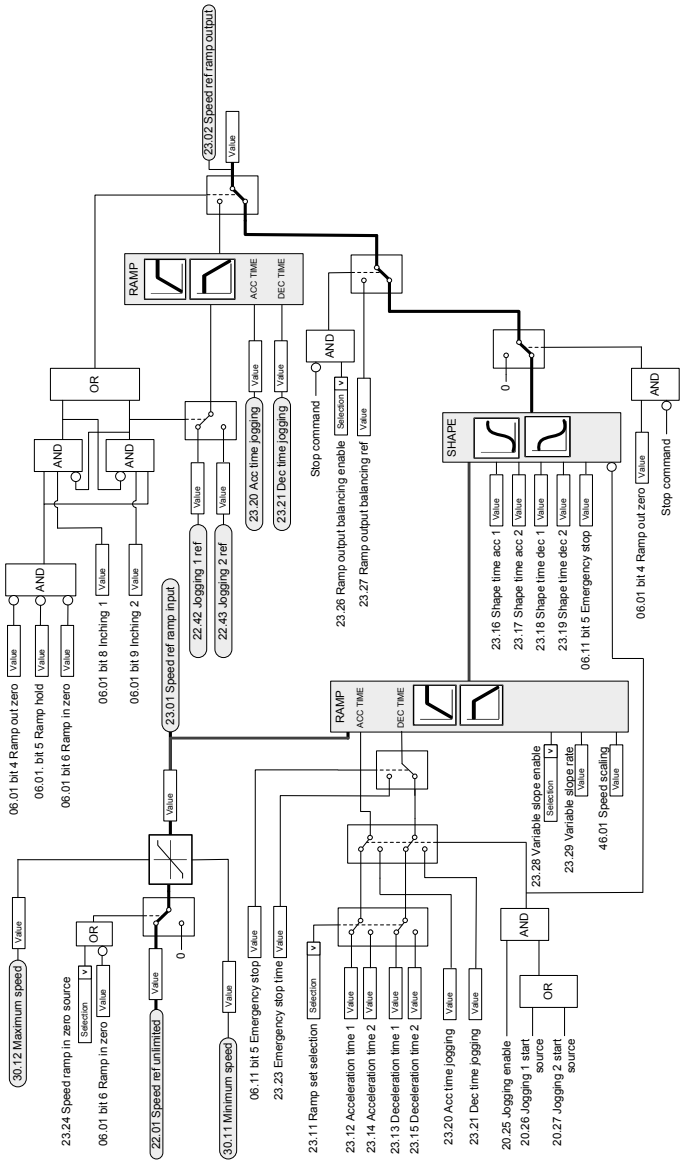 30.12 Maximum speed
Value
23.24 Speed ramp in zero source
Selection v
06.01 bit 6 Ramp in zero
Value
OR
22.01 Speed ref unlimited
Value
0
30.11 Minimum speed
Value
Value
23.01 Speed ref ramp input
06.01 bit 4 Ramp out zero
Value
06.01. bit 5 Ramp hold
Value
06.01 bit 6 Ramp in zero
Value
AND
06.01 bit 8 Inching 1
Value
06.01 bit 9 Inching 2
Value
AND
AND
OR
22.42 Jogging 1 ref
Value
22.43 Jogging 2 ref
Value
23.20 Acc time jogging
Value
23.21 Dec time jogging
Value
RAMP
ACC TIME
DEC TIME
23.02 Speed ref ramp output
Value
Stop command
23.26 Ramp output balancing enable
Selection v
AND
23.27 Ramp output balancing ref
Value
06.11 bit 5 Emergency stop
Value
23.23 Emergency stop time
Value
23.11 Ramp set selection
Selection v
23.12 Acceleration time 1
Value
23.14 Acceleration time 2
Value
23.13 Deceleration time 1
Value
23.15 Deceleration time 2
Value
23.20 Acc time jogging
Value
23.21 Dec time jogging
Value
20.25 Jogging enable
20.26 Jogging 1 start
source
20.27 Jogging 2 start
source
OR
AND
RAMP
ACC TIME
DEC TIME
23.28 Variable slope enable
Selection v
23.29 Variable slope rate
Value
46.01 Speed scaling
Value
SHAPE
23.16 Shape time acc 1
Value
23.17 Shape time acc 2
Value
23.18 Shape time dec 1
Value
23.19 Shape time dec 2
Value
06.11 bit 5 Emergency stop
Value
0
06.01 bit 4 Ramp out zero
Value
Stop command
AND